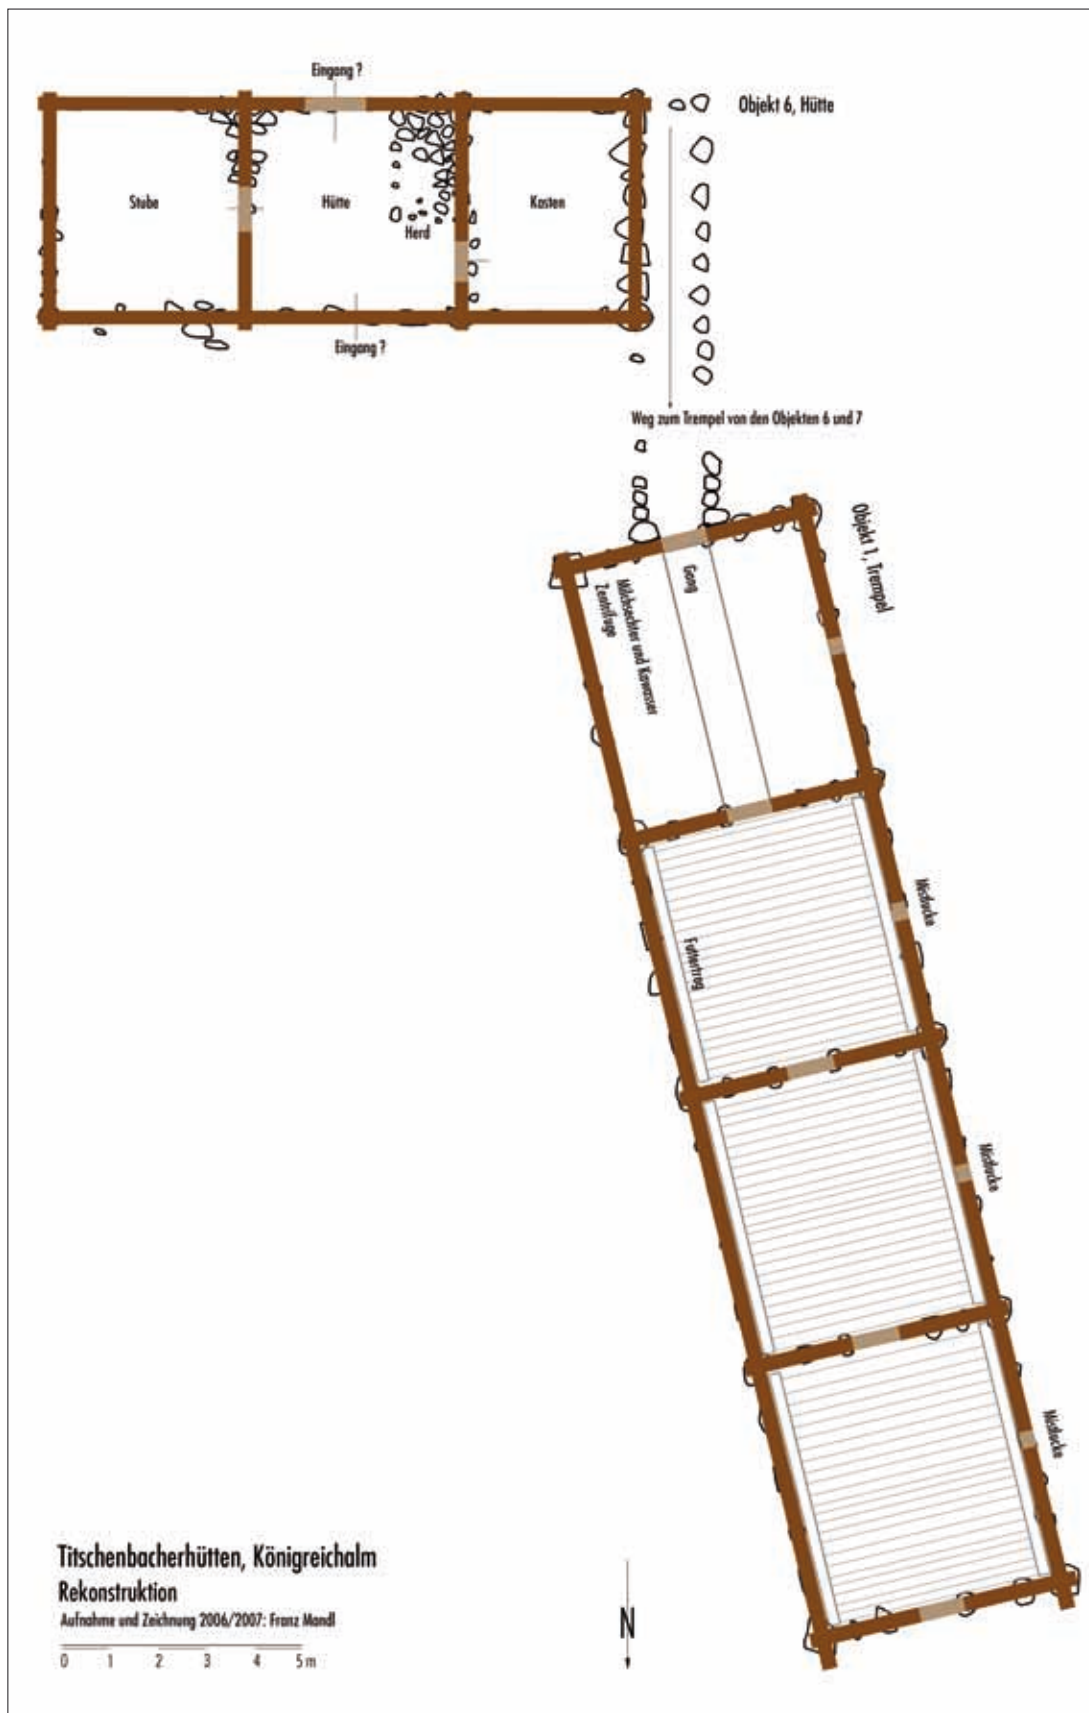 Eingang ?
Objekt 6, Hütte
Stube
Hütte
Kasten
Herd
Eingang ?
Weg zum Trempel von den Objekten 6 und 7
Objekt 1, Trempel
Gang
Milchsechter und Kawasser
Zentrifuge
Mistlucke
Futtertrog
Mistlucke
Mistlucke
Titschenbacherhütten, Königreichalm
Rekonstruktion
Aufnahme und Zeichnung 2006/2007: Franz Mandl
N
0 1 2 3 4 5 m